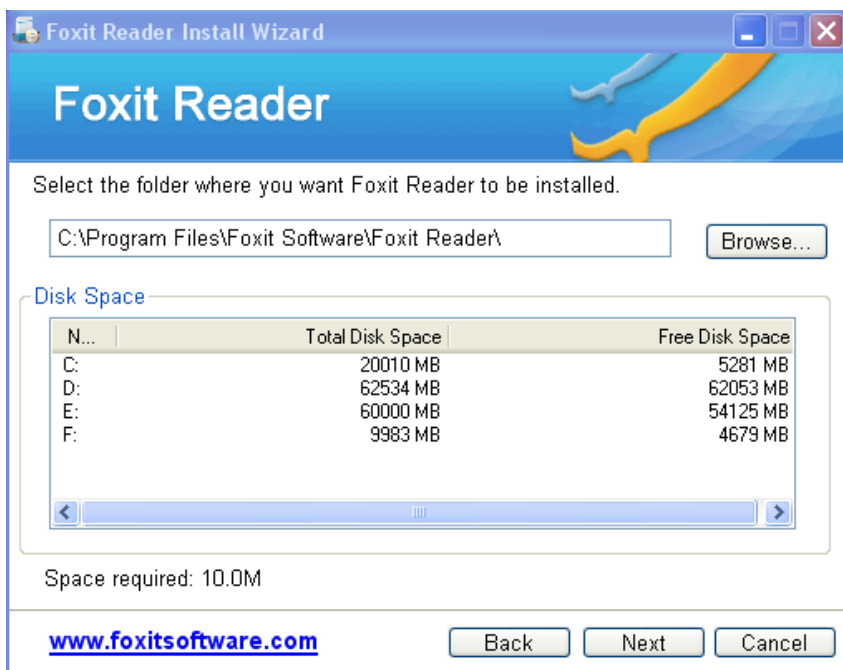 Foxit Reader Install Wizard
Foxit Reader
Select the folder where you want Foxit Reader to be installed.
C:\Program Files\Foxit Software\Foxit Reader\
Browse...
Disk Space
N... Total Disk Space Free Disk Space
C: 20010 MB 5281 MB
D: 62534 MB 62053 MB
E: 60000 MB 54125 MB
F: 9983 MB 4679 MB
Space required: 10.0M
www.foxitsoftware.com Back Next Cancel